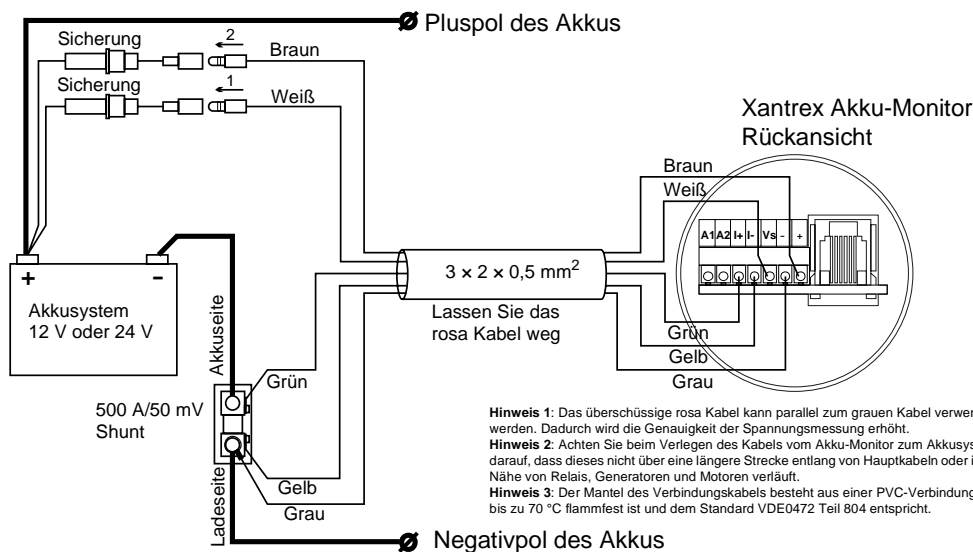 Pluspol des Akkus
Sicherung
2
Braun
Sicherung
1
Weiß
Xantrex Akku-Monitor
Rückansicht
Braun
Weiß
A1 A2 I+ I- Vs - +
+ -
Akkusystem
12 V oder 24 V
3 × 2 × 0,5 mm²
Lassen Sie das
rosa Kabel weg
Grün
Gelb
Grau
Akkuseite
Grün
500 A/50 mV
Shunt
Ladeseite
Gelb
Grau
Hinweis 1: Das überschüssige rosa Kabel kann parallel zum grauen Kabel
werden. Dadurch wird die Genauigkeit der Spannungsmessung erhöht.
Hinweis 2: Achten Sie beim Verlegen des Kabels vom Akku-Monitor zum
darauf, dass dieses nicht über eine längere Strecke entlang von Hauptkabeln oder
Nähe von Relais, Generatoren und Motoren verläuft.
Hinweis 3: Der Mantel des Verbindungskabels besteht aus einer PVC-Verbindung
bis zu 70 °C flammfest ist und dem Standard VDE0472 Teil 804 entspricht.
Negativpol des Akkus